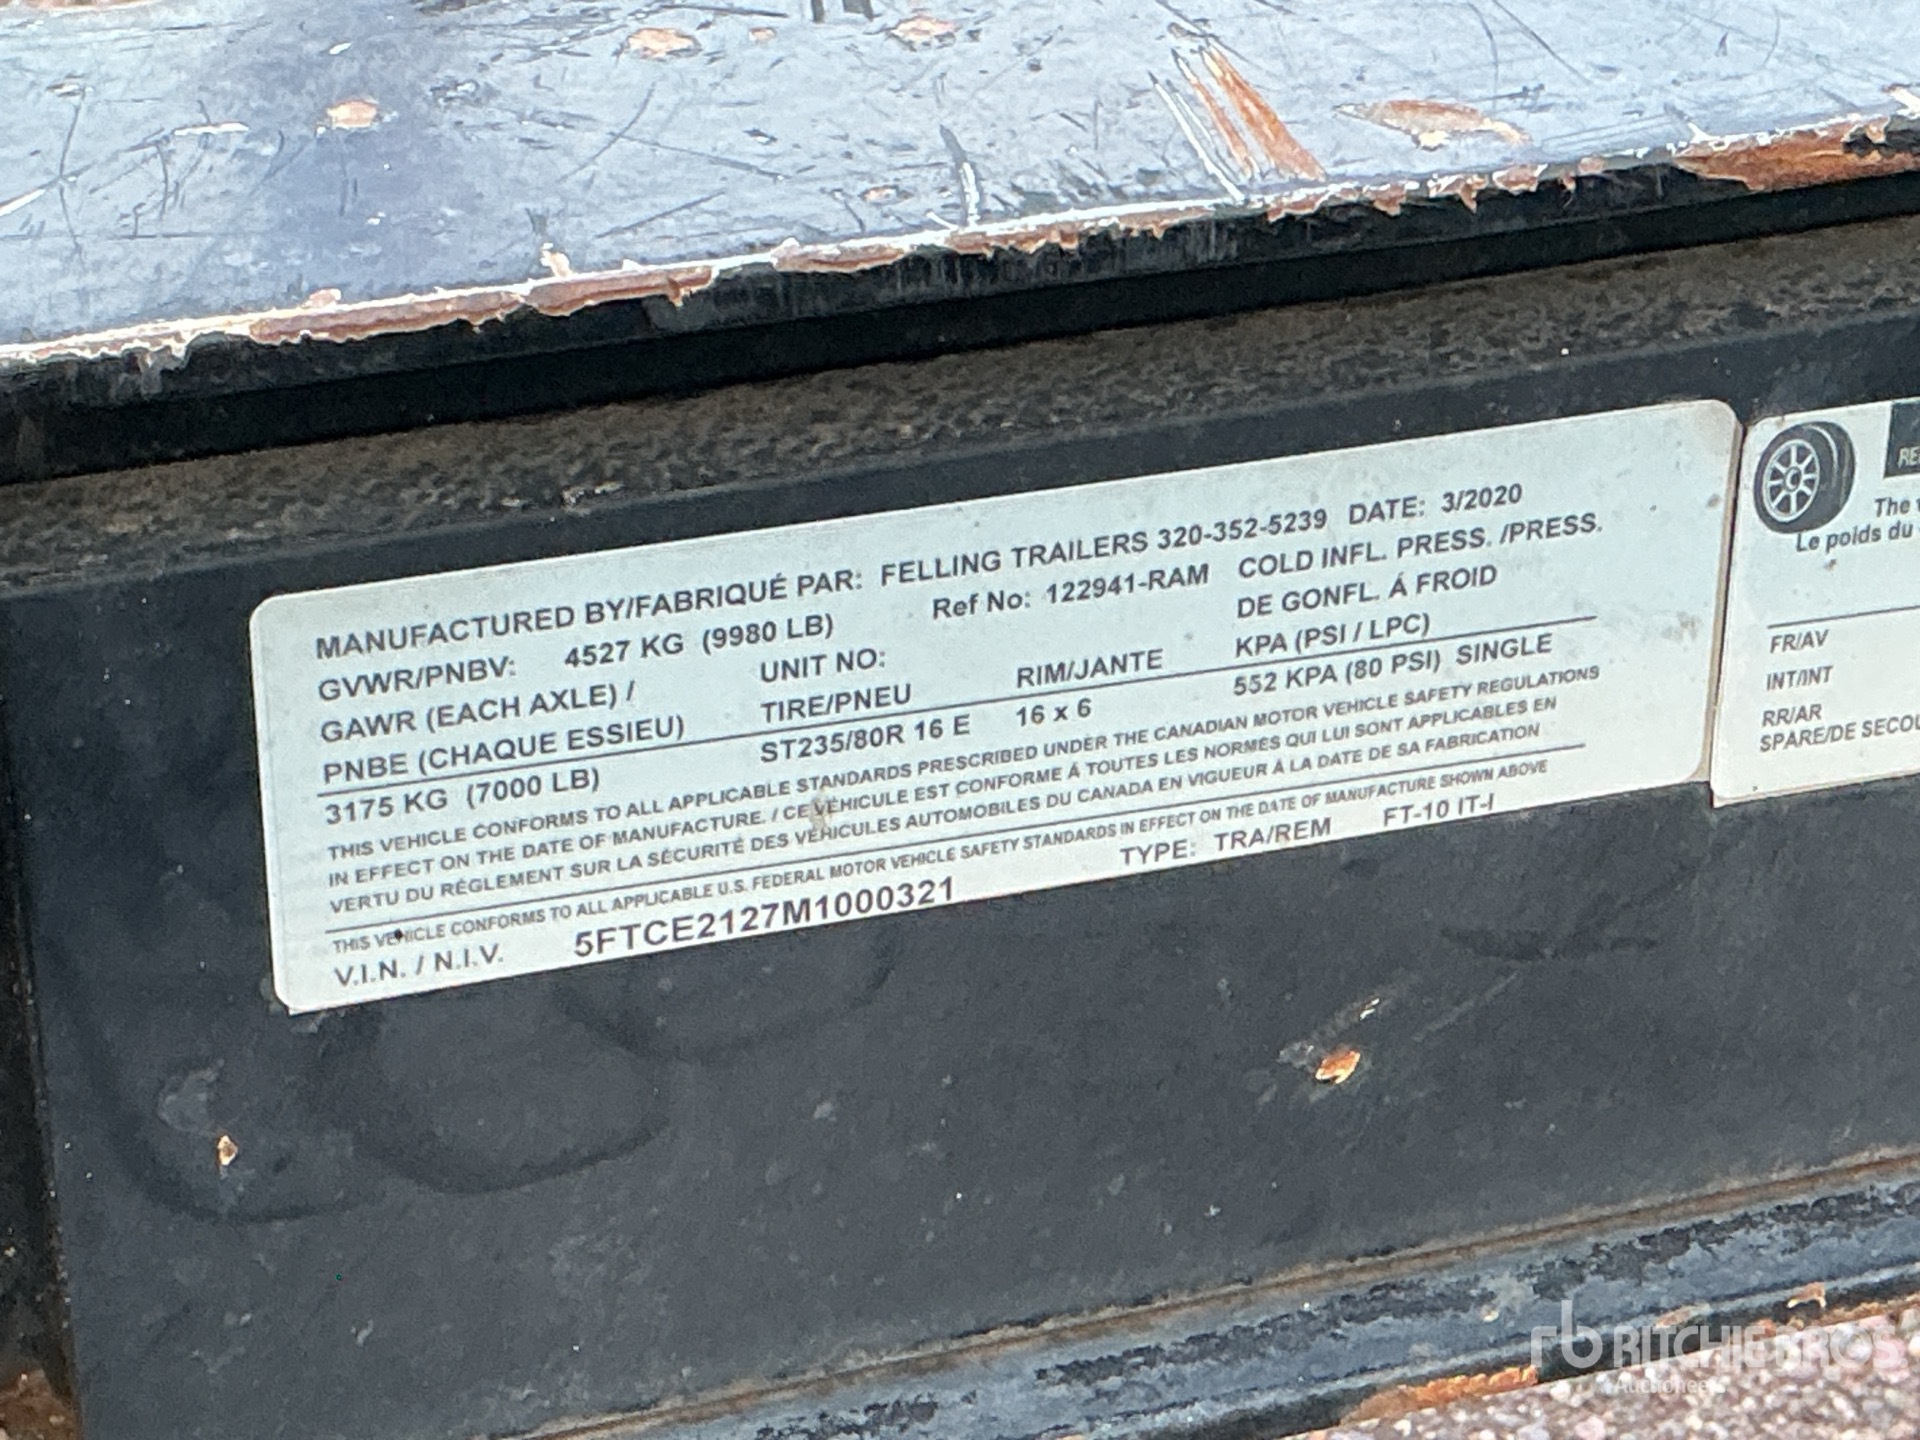 MANUFACTURED BY/FABRIQUÉ PAR: FELLING TRAILERS 320-352-5239 DATE: 3/2020
GVWR/PNBV: 4527 KG (9980 LB) Ref No: 122941-RAM COLD INFL. PRESS. /PRESS.
GAWR (EACH AXLE) / UNIT NO: DE GONFL. Á FROID
PNBE (CHAQUE ESSIEU) TIRE/PNEU RIM/JANTE KPA (PSI / LPC)
3175 KG (7000 LB) ST235/80R 16 E 16 x 6 552 KPA (80 PSI) SINGLE
THIS VEHICLE CONFORMS TO ALL APPLICABLE STANDARDS PRESCRIBED UNDER THE CANADIAN MOTOR VEHICLE SAFETY REGULATIONS
IN EFFECT ON THE DATE OF MANUFACTURE. / CE VÉHICULE EST CONFORME Á TOUTES LES NORMES QUI LUI SONT APPLICABLES EN
VERTU DU RÉGLEMENT SUR LA SÉCURITÉ DES VÉHICULES AUTOMOBILES DU CANADA EN VIGUEUR Á LA DATE DE SA FABRICATION
THIS VEHICLE CONFORMS TO ALL APPLICABLE U.S. FEDERAL MOTOR VEHICLE SAFETY STANDARDS IN EFFECT ON THE DATE OF MANUFACTURE SHOWN ABOVE
V.I.N. / N.I.V. 5FTCE2127M1000321 TYPE: TRA/REM FT-10 IT-I
The
Le poids du
FR/AV
INT/INT
RR/AR
SPARE/DE
rb RITCHIE BROS
Auctioneers